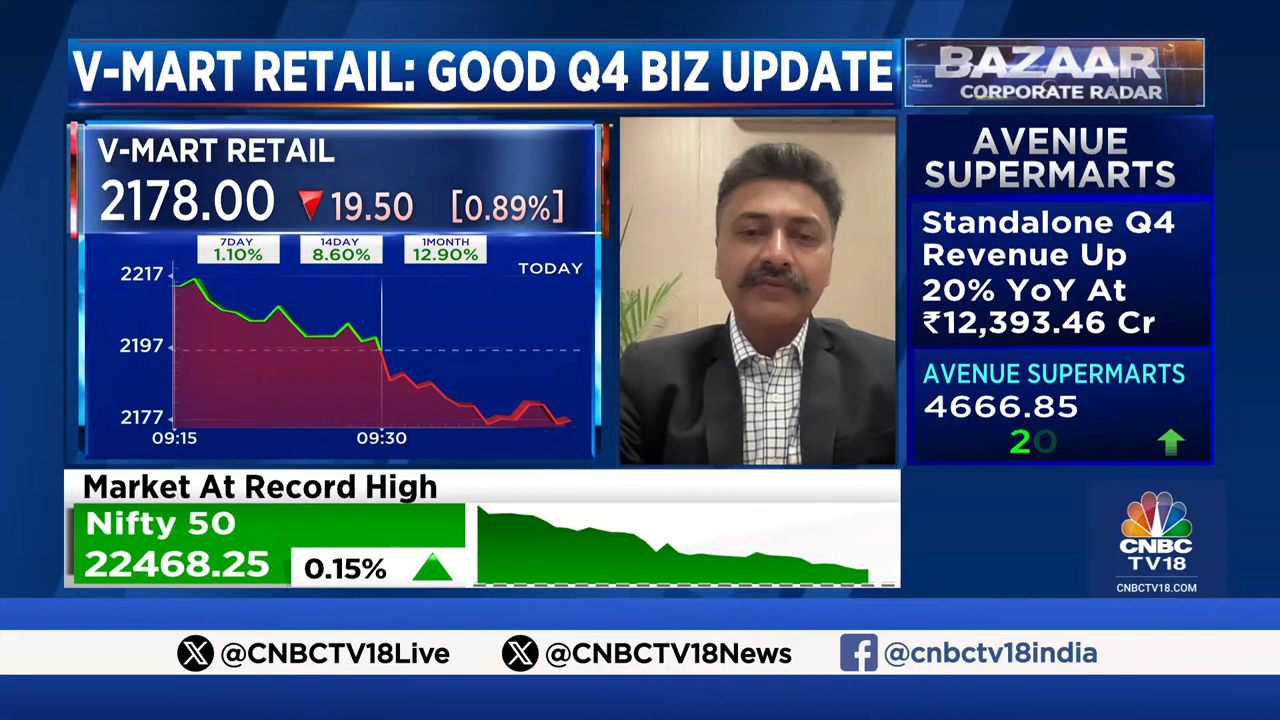 V-MART RETAIL: GOOD Q4 BIZ UPDATE
BAZAAR
CORPORATE RADAR
V-MART RETAIL
2178.00 19.50 [0.89%]
7DAY 14DAY 1MONTH
1.10% 8.60% 12.90%
TODAY
2217
2197
2177
09:15 09:30
AVENUE
SUPERMARTS
Standalone Q4
Revenue Up
20% YoY At
₹12,393.46 Cr
AVENUE SUPERMARTS
4666.85
20
Market At Record High
Nifty 50
22468.25 0.15%
CNBC
TV18
CNBCTV18.COM
@CNBCTV18Live @CNBCTV18News @cnbctv18india